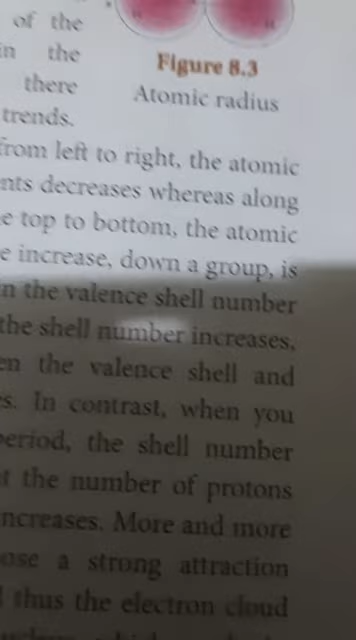 of the
Figure 8.3
in the
Atomic radius
there
trends.
from left to right, the atomic
nts decreases whereas along
e top to bottom, the atomic
e increase, down a group, is
n the valence shell number
the shell number increases,
en the valence shell and
s. In contrast, when you
period, the shell number
t the number of protons
ncreases. More and more
ose a strong attraction
thus the electron cloud